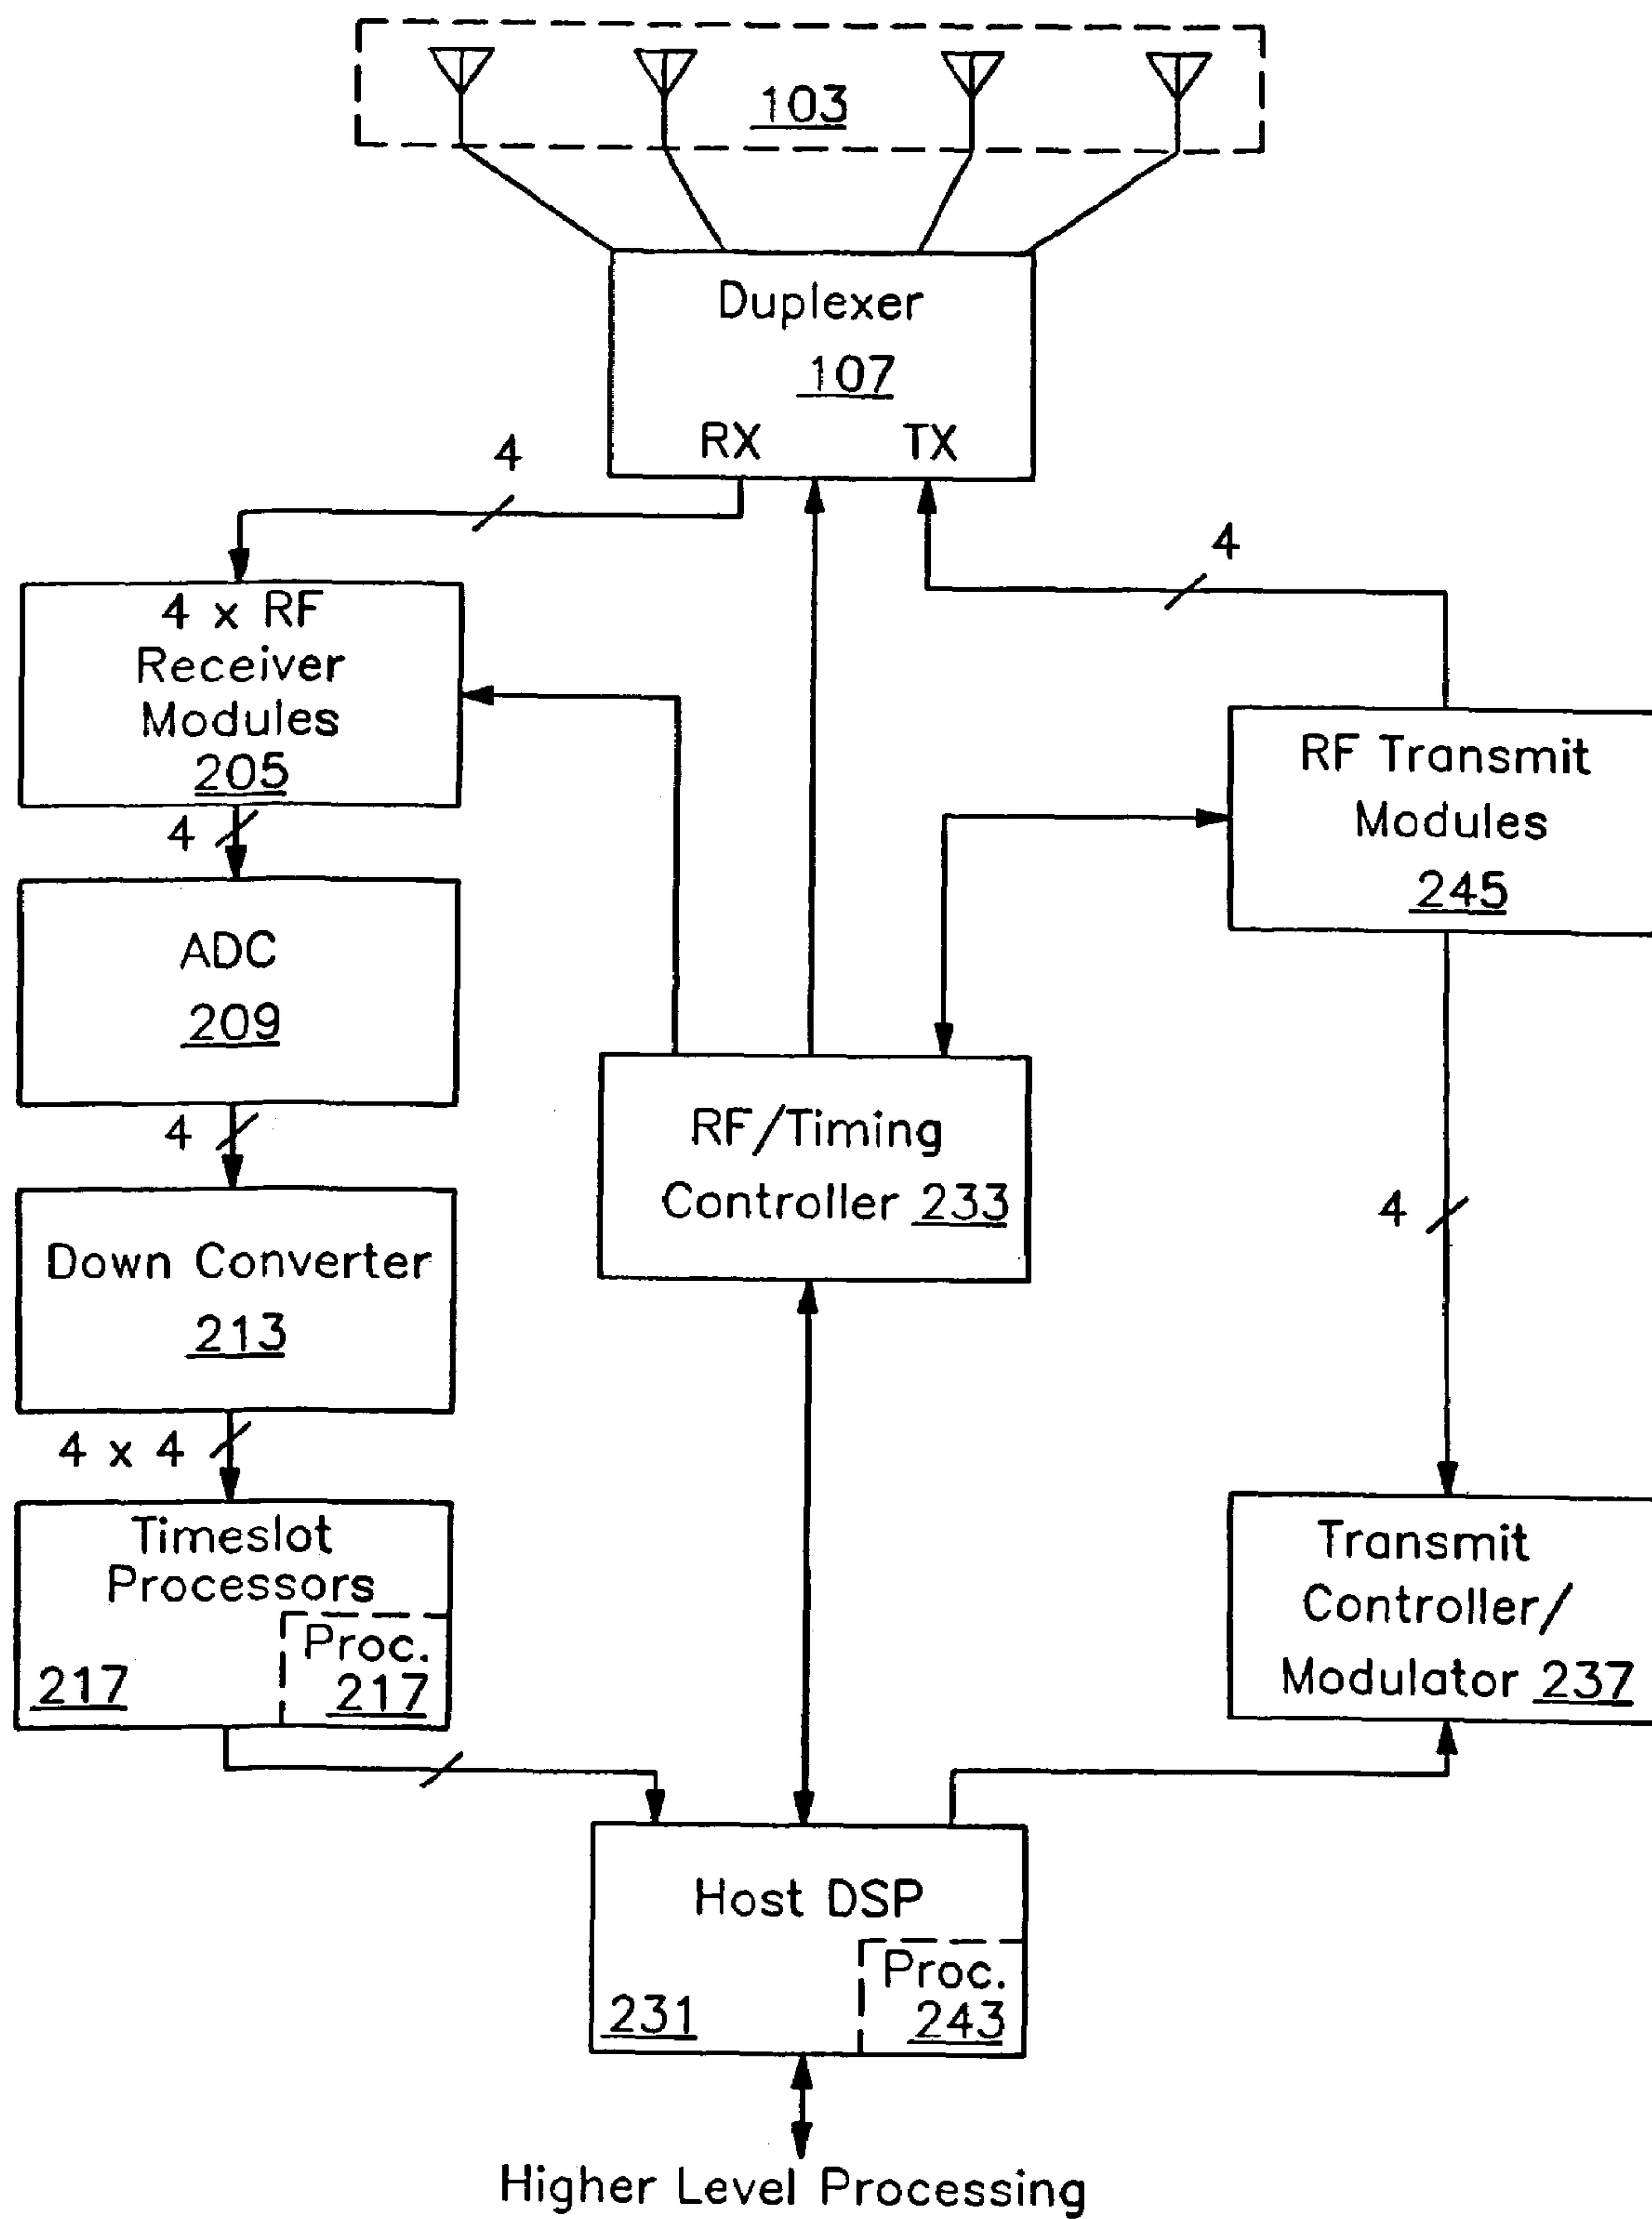 103
Duplexer
107
RX
TX
4
4
4 x RF
Receiver
Modules
205
RF Transmit
Modules
245
4
ADC
209
4
RF/Timing
Controller 233
4
Down Converter
213
4 x 4
Timeslot
Processors
Proc.
217
217
Transmit
Controller/
Modulator 237
Host DSP
Proc.
231
243
Higher Level Processing